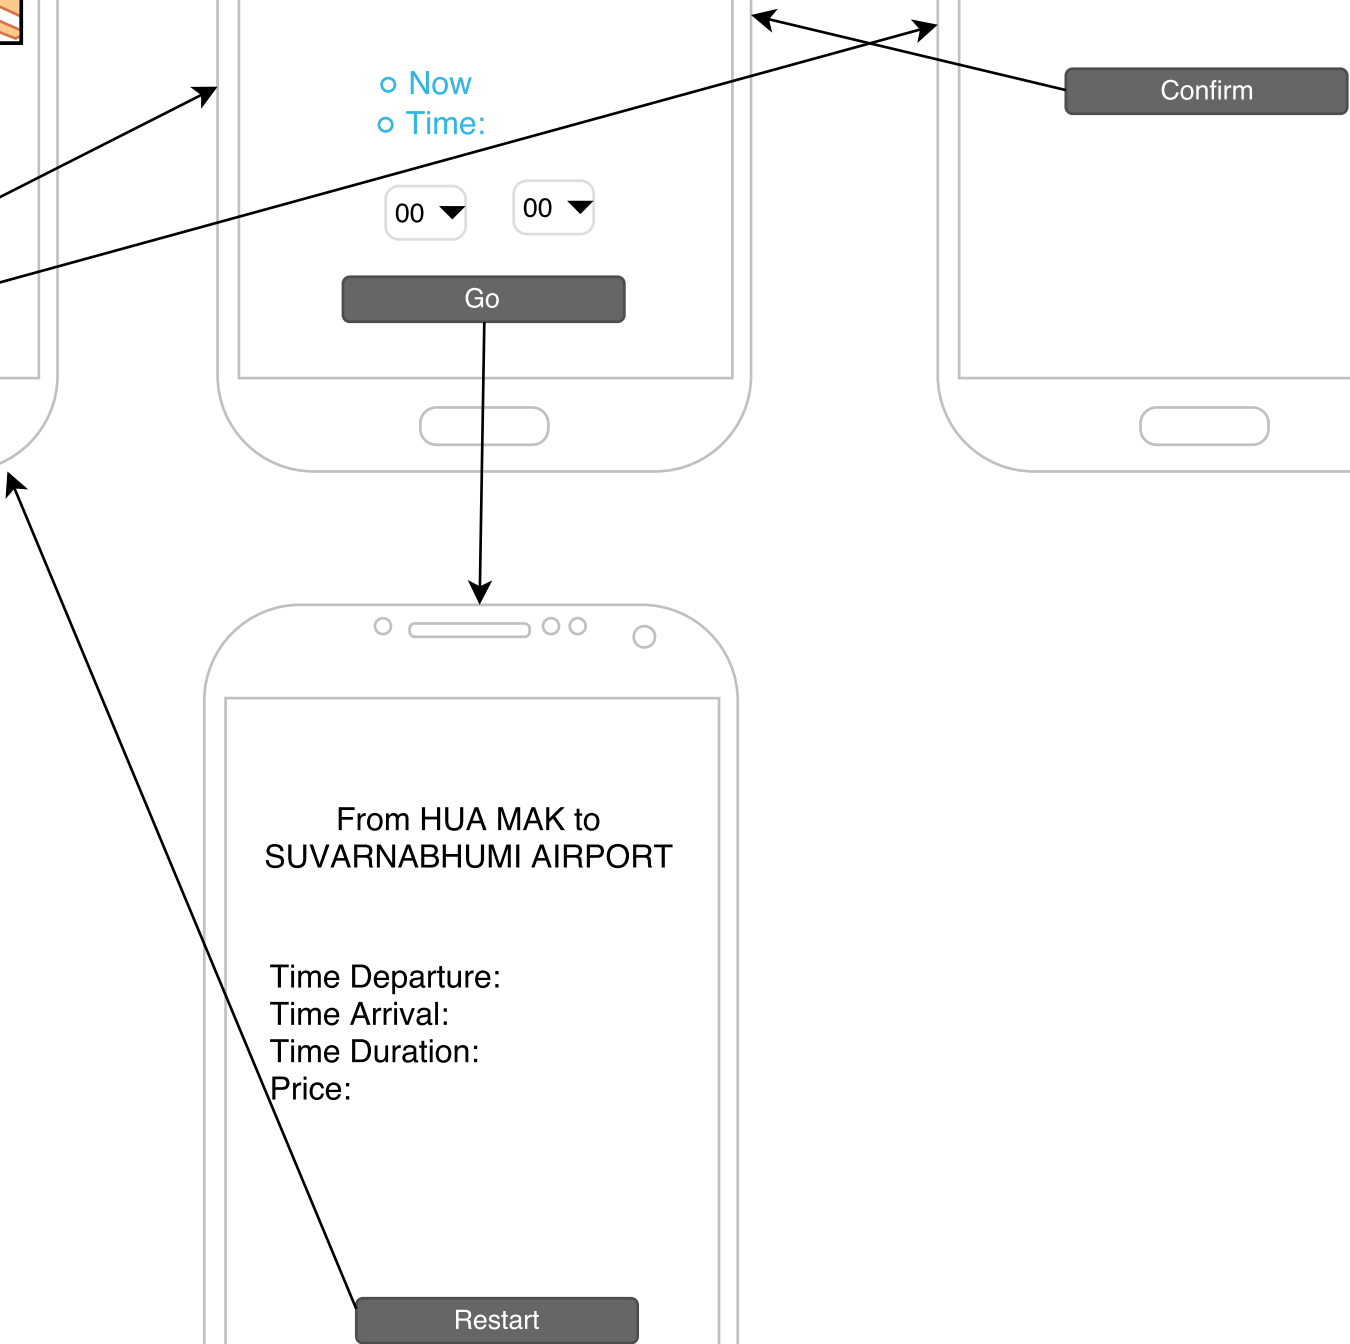 Now
Time:
00
00
Go
Confirm
From HUA MAK to
SUVARNABHUMI AIRPORT
Time Departure:
Time Arrival:
Time Duration:
Price:
Restart